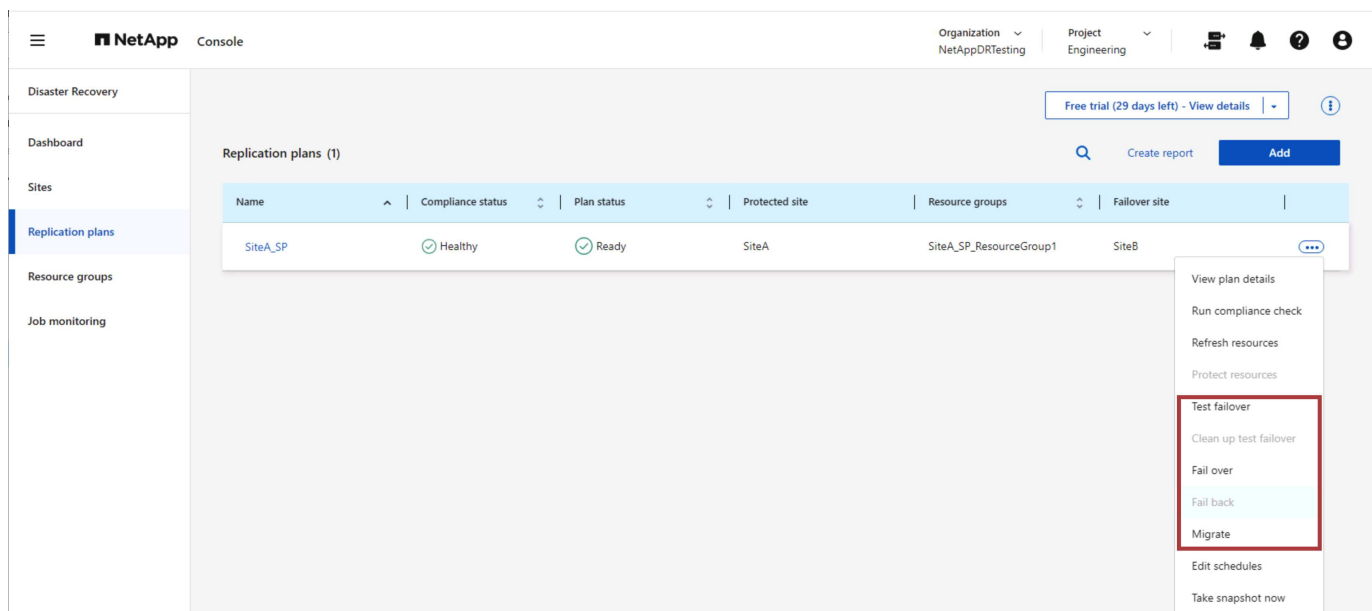 NetApp Console
Organization
NetAppDRTesting
Project
Engineering
Disaster Recovery
Dashboard
Sites
Replication plans
Resource groups
Job monitoring
Free trial (29 days left) - View details
Replication plans (1)
Create report
Add
Name Compliance status Plan status Protected site Resource groups Failover site
SiteA_SP Healthy Ready SiteA SiteA_SP_ResourceGroup1 SiteB
View plan details
Run compliance check
Refresh resources
Protect resources
Test failover
Clean up test failover
Fail over
Fail back
Migrate
Edit schedules
Take snapshot now